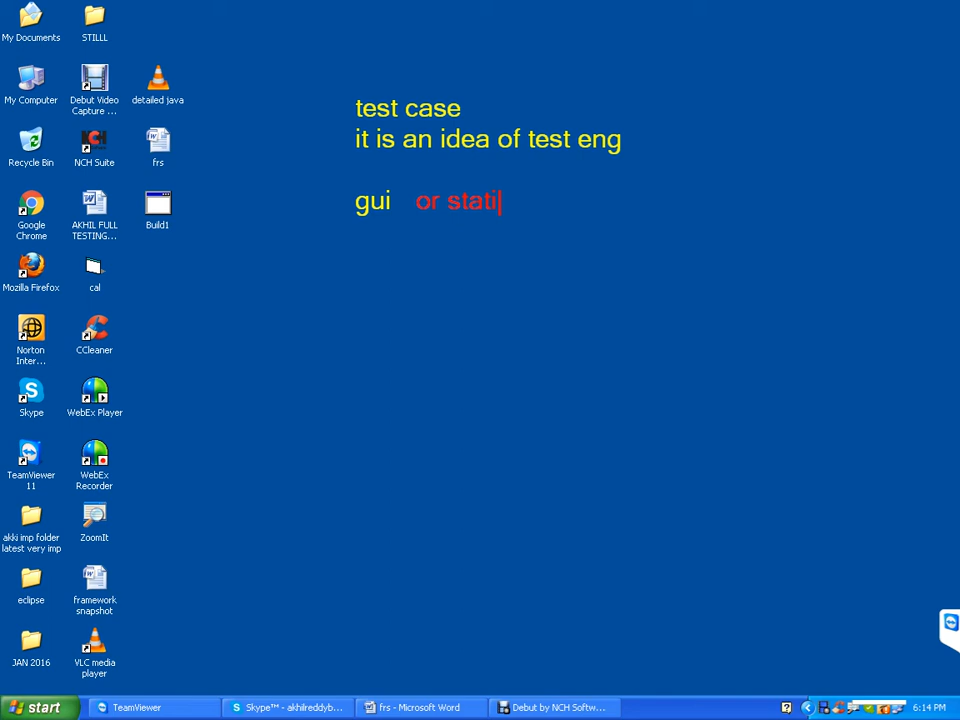 My Documents
STILLL
My Computer
Debut Video
Capture ...
detailed java
Recycle Bin
NCH Suite
frs
Google
Chrome
AKHIL FULL
TESTING...
Build1
Mozilla Firefox
cal
Norton
Inter...
CCleaner
Skype
WebEx Player
TeamViewer
11
WebEx
Recorder
akki imp folder
latest very imp
ZoomIt
eclipse
framework
snapshot
JAN 2016
VLC media
player
test case
it is an idea of test eng
gui or stati
start
TeamViewer
Skype™ - akhilreddyb...
frs - Microsoft Word
Debut by NCH Softw...
6:14 PM